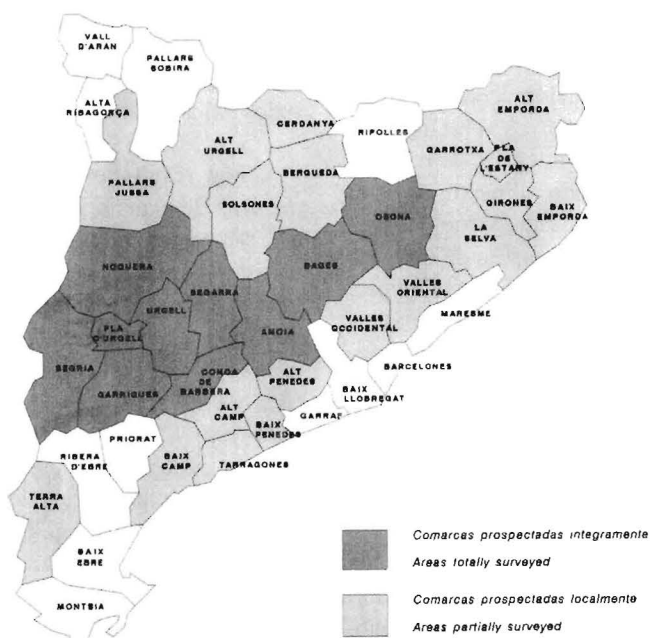 VALL
D'ARAN
PALLARS
SOBIRA
ALTA
RIBAGORÇA
ALT
URGELL
CERDANYA
RIPOLLES
ALT
EMPORDA
GARROTXA
PLA
DE
L'ESTANY
BERGUEDA
PALLARS
JUSSA
SOLSONES
OSONA
GIRONES
BAIX
EMPORDA
LA
SELVA
NOGUERA
BAGES
SEGARRA
VALLES
ORIENTAL
URGELL
MARESME
VALLES
OCCIDENTAL
PLA
D'URGELL
ANOIA
SEGRIA
CONCA
DE
BARBERA
ALT
PENEDES
BARCELONES
GARRIGUES
BAIX
LLOBREGAT
ALT
CAMP
GARRAF
BAIX
PENEDES
PRIORAT
RIBERA
D'EBRE
BAIX
CAMP
TARRAGONES
TERRA
ALTA
BAIX
EBRE
MONTSIA
Comarcas prospectadas integramente
Areas totally surveyed
Comarcas prospectadas localmente
Areas partially surveyed